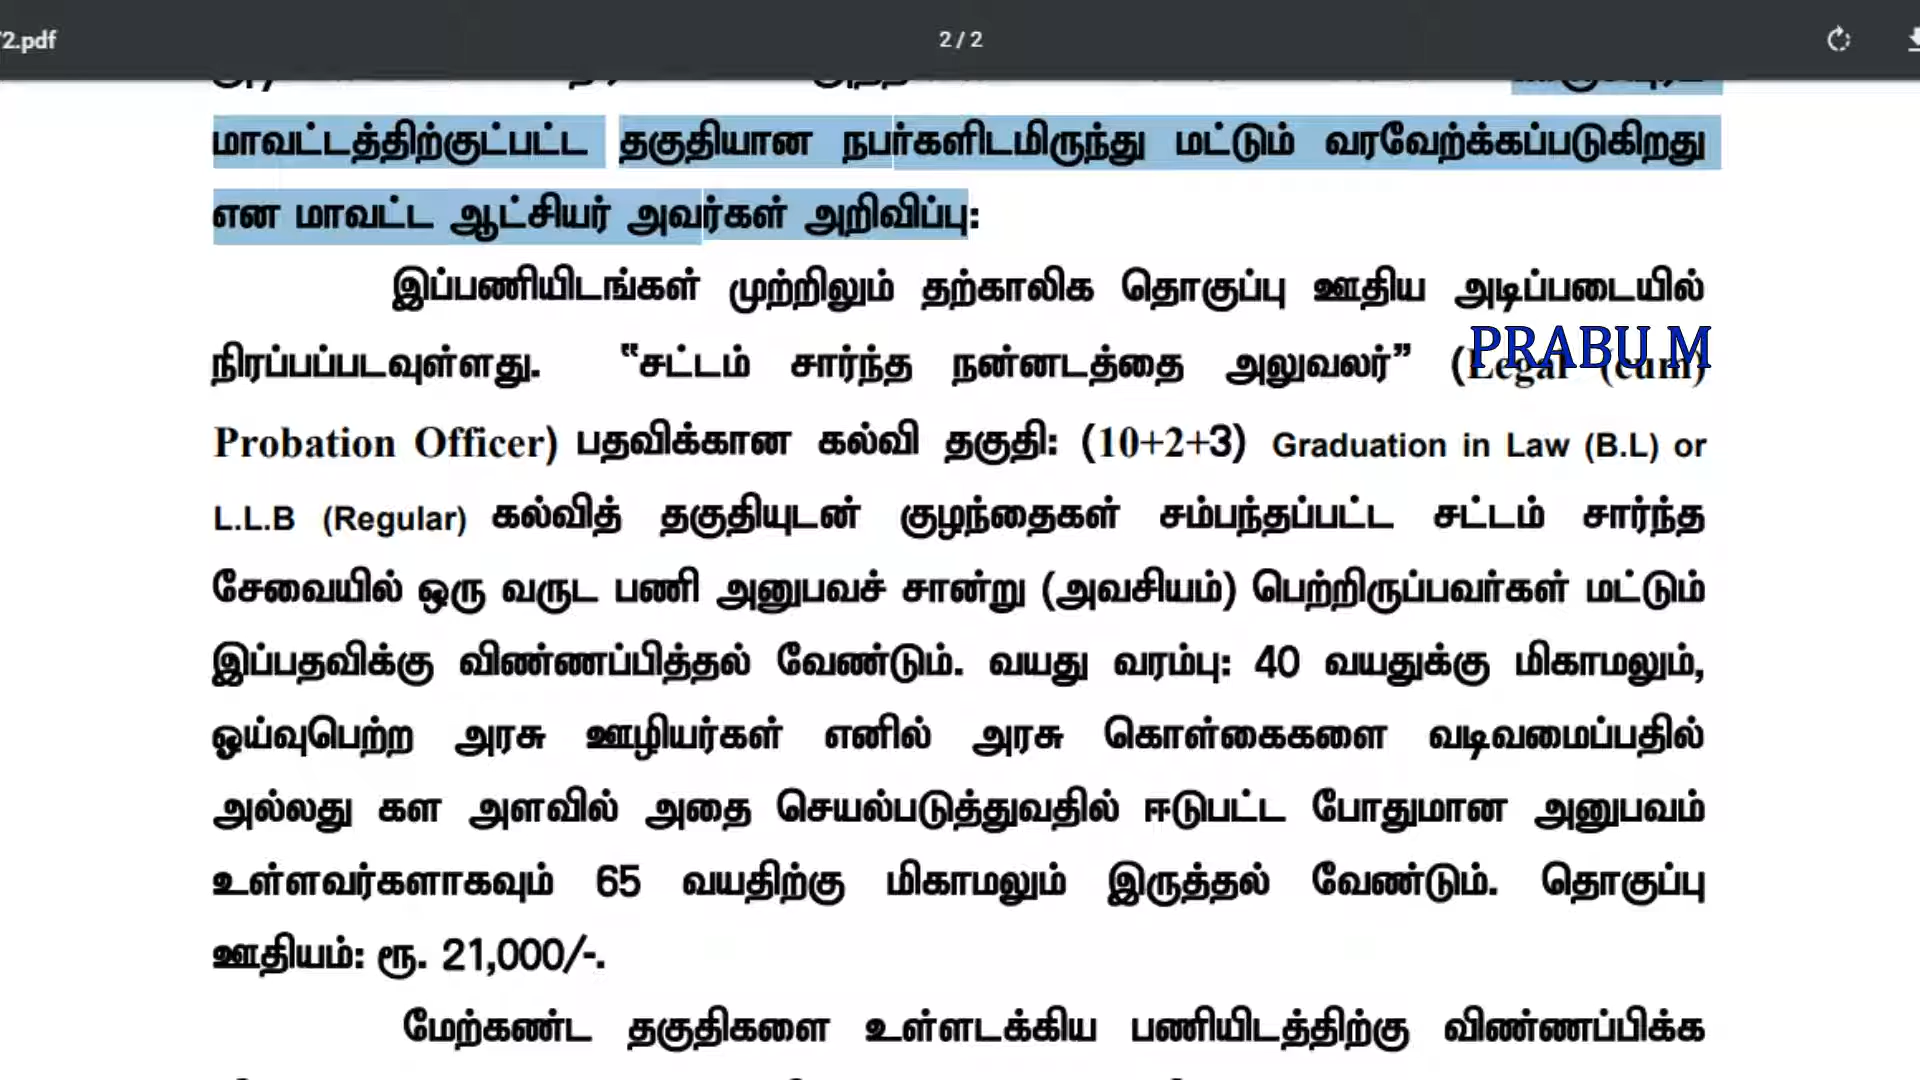 2.pdf
2 / 2
மாவட்டத்திற்குட்பட்ட தகுதியான நபர்களிடமிருந்து மட்டும் வரவேற்க்கப்படுகிறது
என மாவட்ட ஆட்சியர் அவர்கள் அறிவிப்பு:
இப்பணியிடங்கள் முற்றிலும் தற்காலிக தொகுப்பு ஊதிய அடிப்படையில்
PRABU M
நிரப்பப்படவுள்ளது. “சட்டம் சார்ந்த நன்னடத்தை அலுவலர்” (Legal (cum)
Probation Officer) பதவிக்கான கல்வி தகுதி: (10+2+3) Graduation in Law (B.L) or
L.L.B (Regular) கல்வித் தகுதியுடன் குழந்தைகள் சம்பந்தப்பட்ட சட்டம் சார்ந்த
சேவையில் ஒரு வருட பணி அனுபவச் சான்று (அவசியம்) பெற்றிருப்பவர்கள் மட்டும்
இப்பதவிக்கு விண்ணப்பித்தல் வேண்டும். வயது வரம்பு: 40 வயதுக்கு மிகாமலும்,
ஓய்வுபெற்ற அரசு ஊழியர்கள் எனில் அரசு கொள்கைகளை வடிவமைப்பதில்
அல்லது கள அளவில் அதை செயல்படுத்துவதில் ஈடுபட்ட போதுமான அனுபவம்
உள்ளவர்களாகவும் 65 வயதிற்கு மிகாமலும் இருத்தல் வேண்டும். தொகுப்பு
ஊதியம்: ரூ. 21,000/-.
மேற்கண்ட தகுதிகளை உள்ளடக்கிய பணியிடத்திற்கு விண்ணப்பிக்க